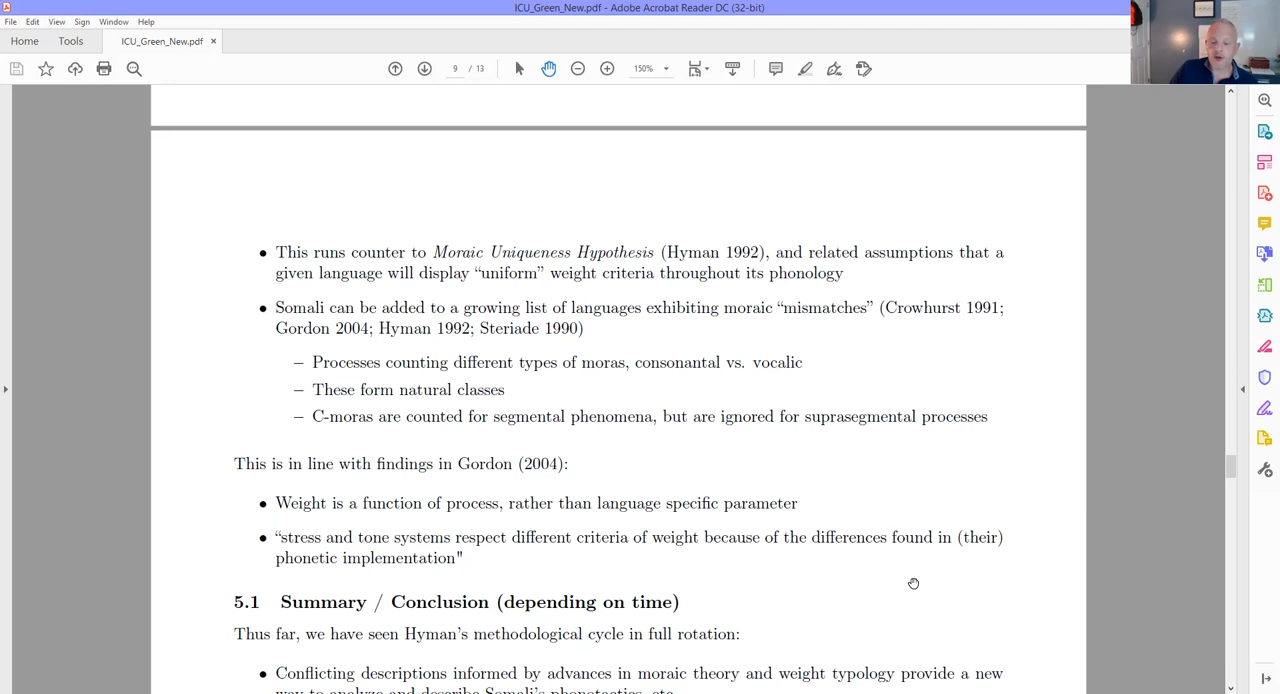 ICU_Green_New.pdf - Adobe Acrobat Reader DC (32-bit)
File Edit View Sign Window Help
Home Tools ICU_Green_New.pdf ×
9 / 13 150%
• This runs counter to Moraic Uniqueness Hypothesis (Hyman 1992), and related assumptions that a
given language will display “uniform” weight criteria throughout its phonology
• Somali can be added to a growing list of languages exhibiting moraic “mismatches” (Crowhurst 1991;
Gordon 2004; Hyman 1992; Steriade 1990)
– Processes counting different types of moras, consonantal vs. vocalic
– These form natural classes
– C-moras are counted for segmental phenomena, but are ignored for suprasegmental processes
This is in line with findings in Gordon (2004):
• Weight is a function of process, rather than language specific parameter
• “stress and tone systems respect different criteria of weight because of the differences found in (their)
phonetic implementation"
5.1 Summary / Conclusion (depending on time)
Thus far, we have seen Hyman’s methodological cycle in full rotation:
• Conflicting descriptions informed by advances in moraic theory and weight typology provide a new
way to analyze and describe Somali’s phonotactics, etc.